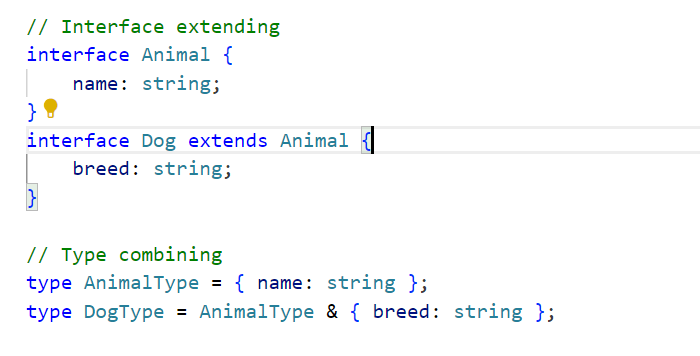 // Interface extending
interface Animal {
    name: string;
}
interface Dog extends Animal {
    breed: string;
}

// Type combining
type AnimalType = { name: string };
type DogType = AnimalType & { breed: string };